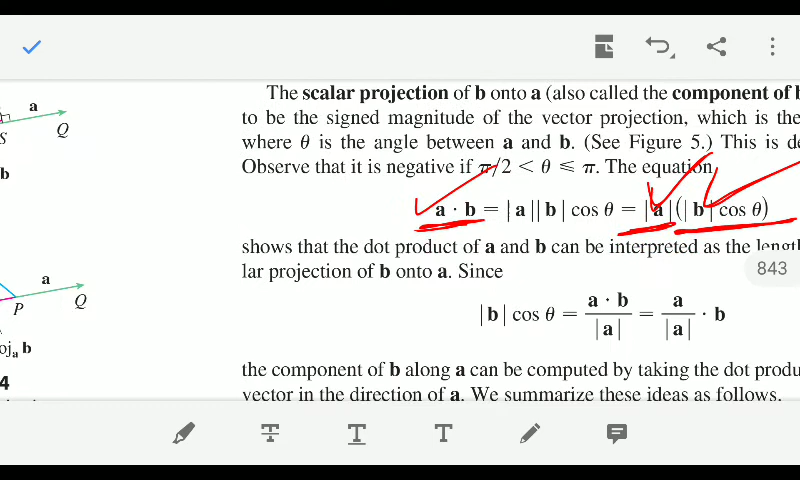 a
S
Q
b
The scalar projection of b onto a (also called the component of b
to be the signed magnitude of the vector projection, which is the
where θ is the angle between a and b. (See Figure 5.) This is de
Observe that it is negative if π/2 < θ ≤ π. The equation
a · b = |a||b| cos θ = |a|(|b| cos θ)
shows that the dot product of a and b can be interpreted as the length
lar projection of b onto a. Since
843
a
P
Q
|b| cos θ = a · b / |a| = a / |a| · b
oj_a b
4
the component of b along a can be computed by taking the dot produ
vector in the direction of a. We summarize these ideas as follows.